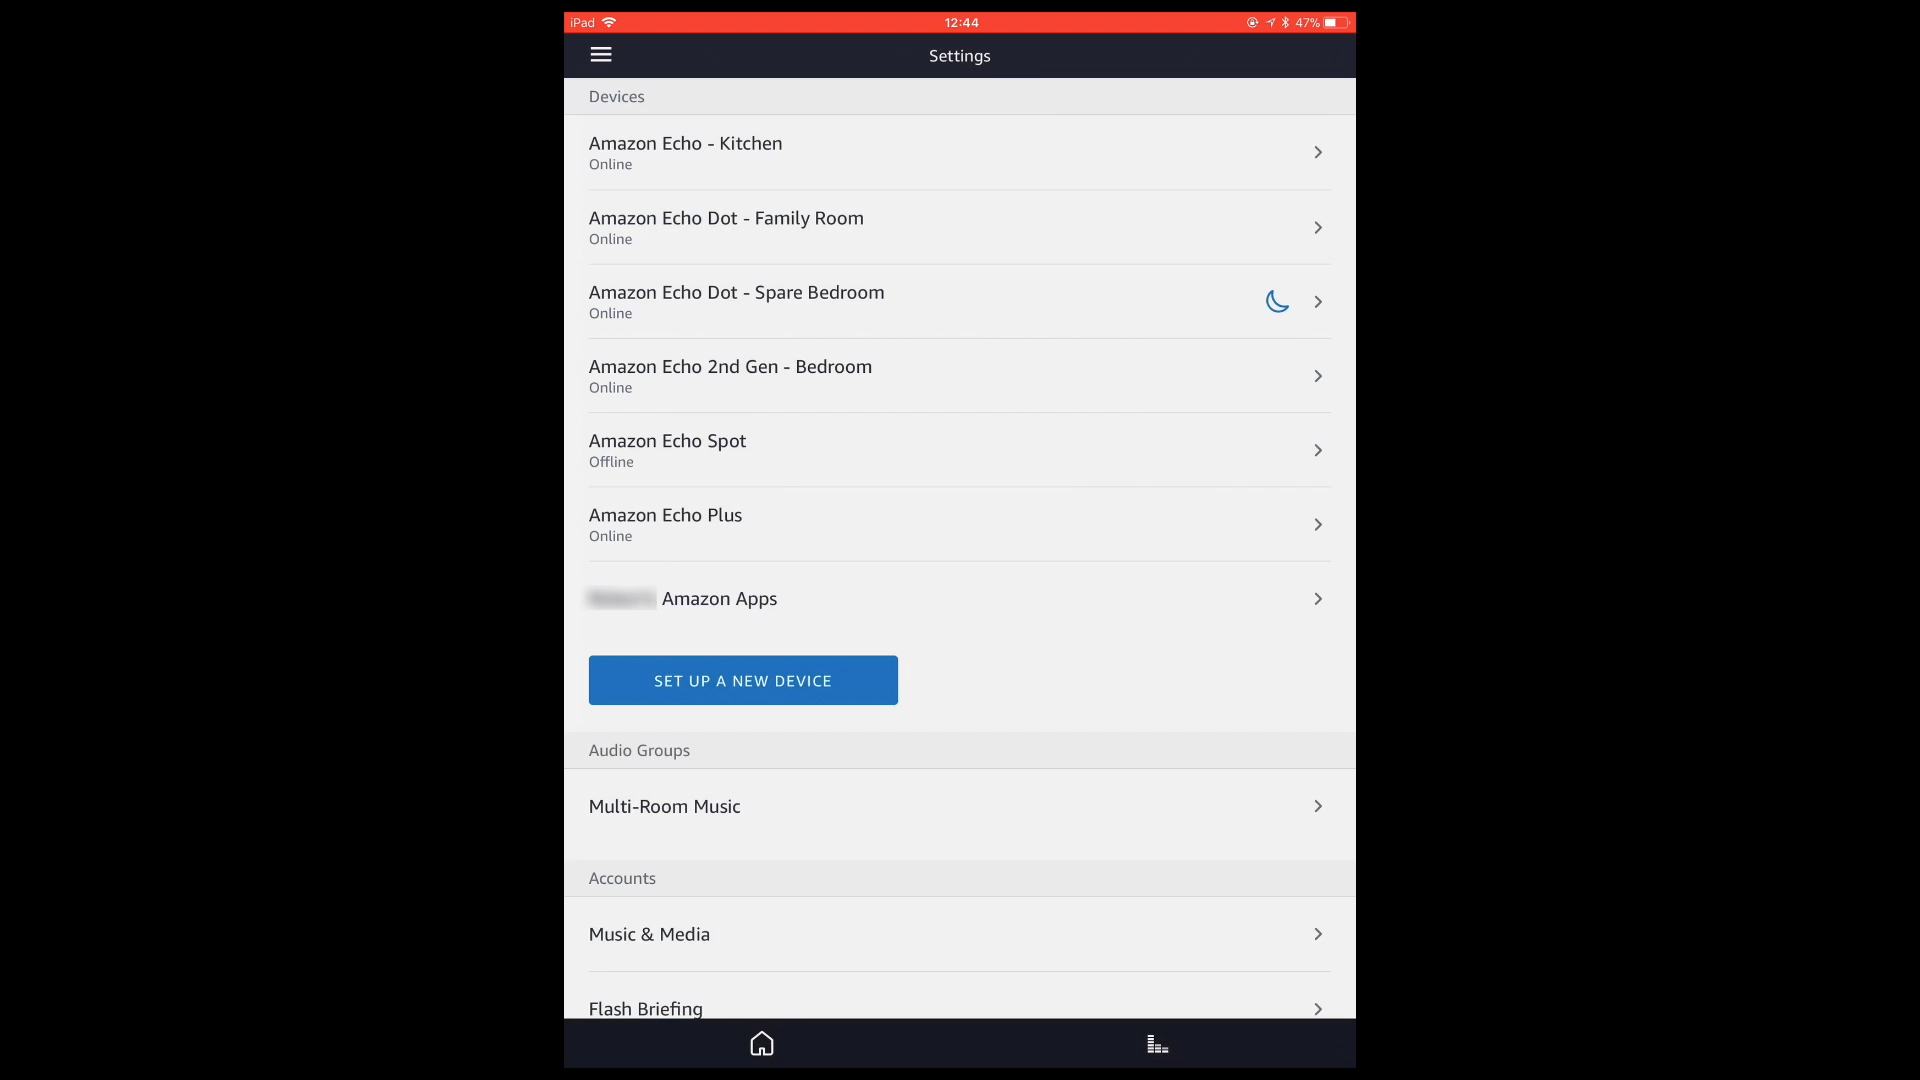 iPad 12:44 47%
Settings
Devices
Amazon Echo - Kitchen
Online
Amazon Echo Dot - Family Room
Online
Amazon Echo Dot - Spare Bedroom
Online
Amazon Echo 2nd Gen - Bedroom
Online
Amazon Echo Spot
Offline
Amazon Echo Plus
Online
Amazon Apps
SET UP A NEW DEVICE
Audio Groups
Multi-Room Music
Accounts
Music & Media
Flash Briefing